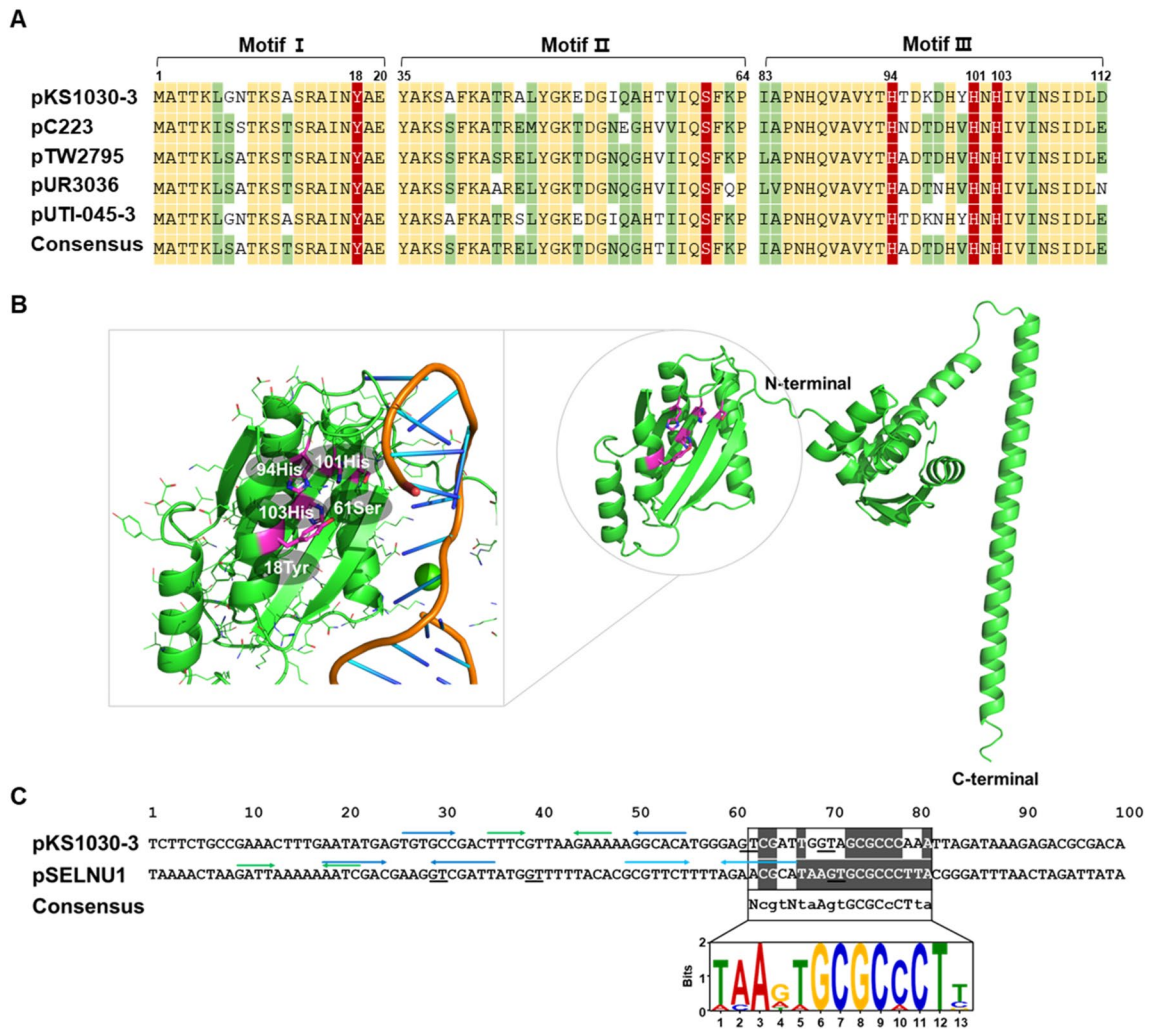 A
Motif I Motif II Motif III
1 18 20 35 64 83 94 101 103 112
pKS1030-3 MATTKLGNTKSASRAINYAE YAKSAFKATRALYGKEDGIQAHTVIQSFKP IAPNHQVAVYTHTDKDHYHNHIVINSIDLD
pC223 MATTKISSTKSTSRAINYAE YAKSSFKATREMYGKTDGNEGHVVIQSFKP IAPNHQVAVYTHNDTDHVHNHIVINSIDLE
pTW2795 MATTKLSATKSTSRAINYAE YAKSSFKASRELYGKTDGNQGHVIIQSFKP LAPNHQVAVYTHADTDHVHNHIVINSIDLE
pUR3036 MATTKLSATKSTSRAINYAE YAKSSFKAARELYGKTDGNQGHVIIQSFQP LVPNHQVAVYTHADTNHVHNHIVLNSIDLN
pUTI-045-3 MATTKLGNTKSASRAINYAE YAKSAFKATRSLYGKEDGIQAHTIIQSFKP IAPNHQVAVYTHTDKNHYHNHIVINSIDLE
Consensus MATTKLSATKSTSRAINYAE YAKSSFKATRELYGKTDGNQGHTIIQSFKP IAPNHQVAVYTHADTDHVHNHIVINSIDLE
B
N-terminal
94His 101His
103His 61Ser
18Tyr
C-terminal
C
1 10 20 30 40 50 60 70 80 90 100
pKS1030-3 TCTTCTGCCGAAACTTTGAATATGAGTGTGCCGACTTTCGTTAAGAAAAAGGCACATGGGAGTCGATTGGTAGCGCCCAAATTAGATAAAGAGACGCGACA
pSELNU1 TAAAACTAAGATTAAAAAAAATCGACGAAGGTCGATTATGGTTTTTACACGCGTTCTTTTAGAACGCATAAGTGCGCCCTTACGGGATTTAACTAGATTATA
Consensus NcgtNtaAgtGCGCcCTta
Bits
2
1
0
1 2 3 4 5 6 7 8 9 10 11 12 13